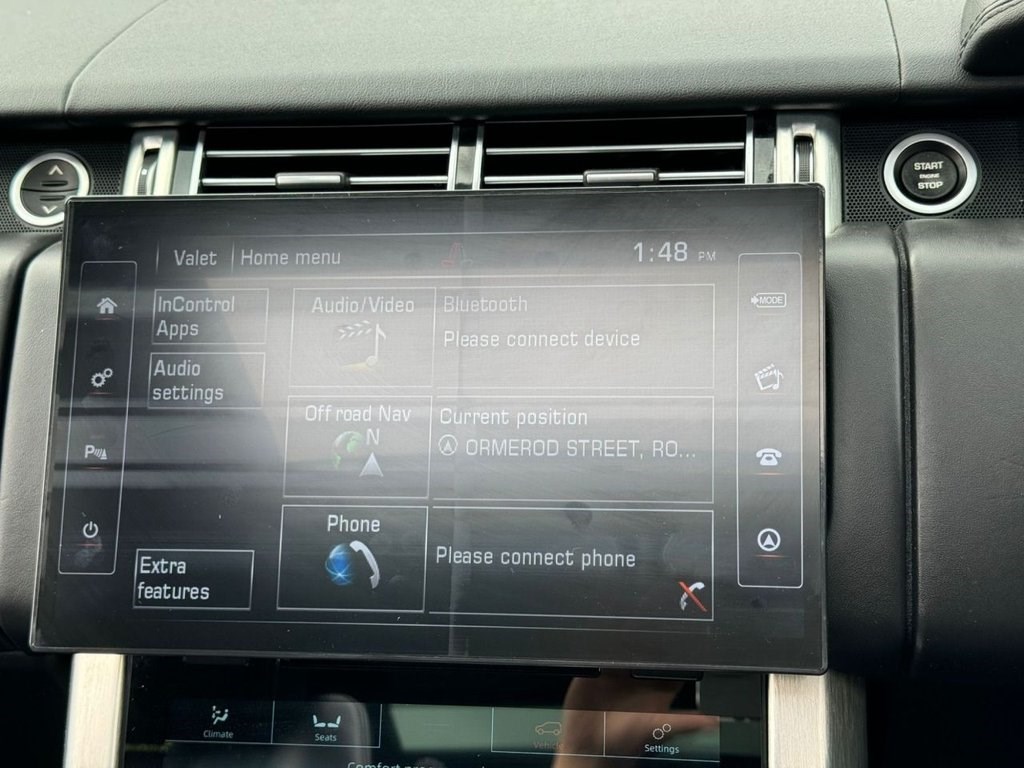 START
ENGINE
STOP
Valet
Home menu
1:48 PM
InControl
Apps
Audio
settings
Extra
features
Audio/Video
Bluetooth
Please connect device
Off road Nav
N
Current position
ORMEROD STREET, RO...
Phone
Please connect phone
P
MODE
Climate
Seats
Vehicle
Settings